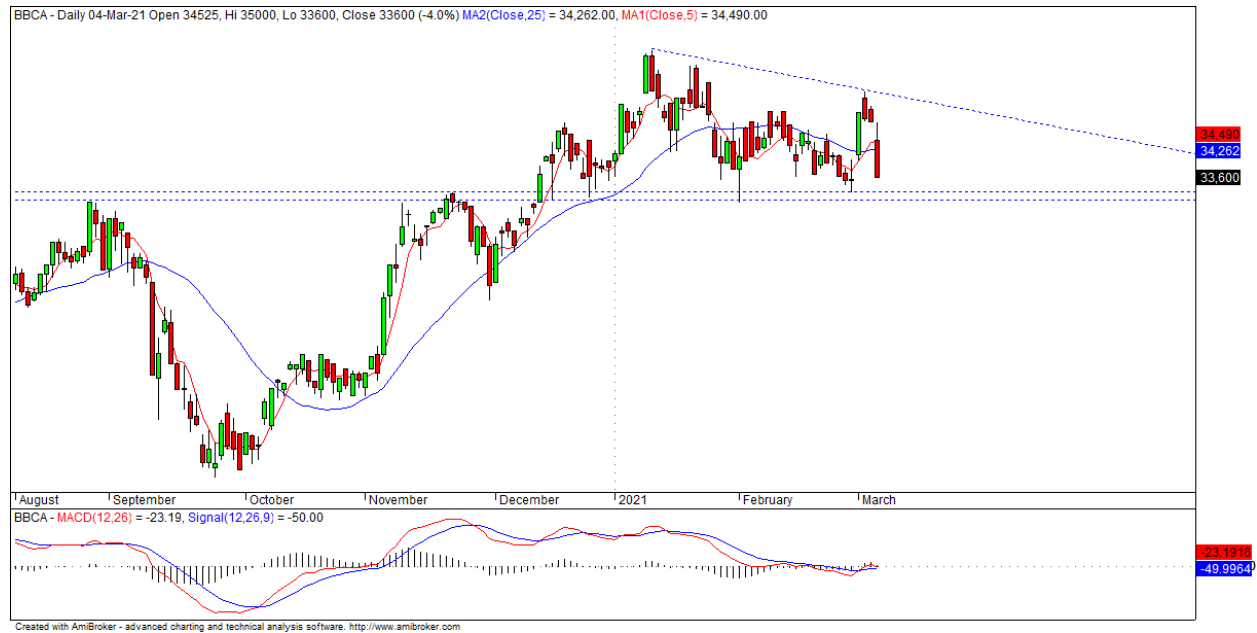 BBCA - Daily 04-Mar-21 Open 34525, Hi 35000, Lo 33600, Close 33600 (-4.0%) MA2(Close,25) = 34,262.00, MA1(Close,5) = 34,490.00
34,490
34,262
33,600
August September October November December 2021 February March
BBCA - MACD(12,26) = -23.19, Signal(12,26,9) = -50.00
-23.1916
-49.9964 0
Created with AmiBroker - advanced charting and technical analysis software. http://www.amibroker.com